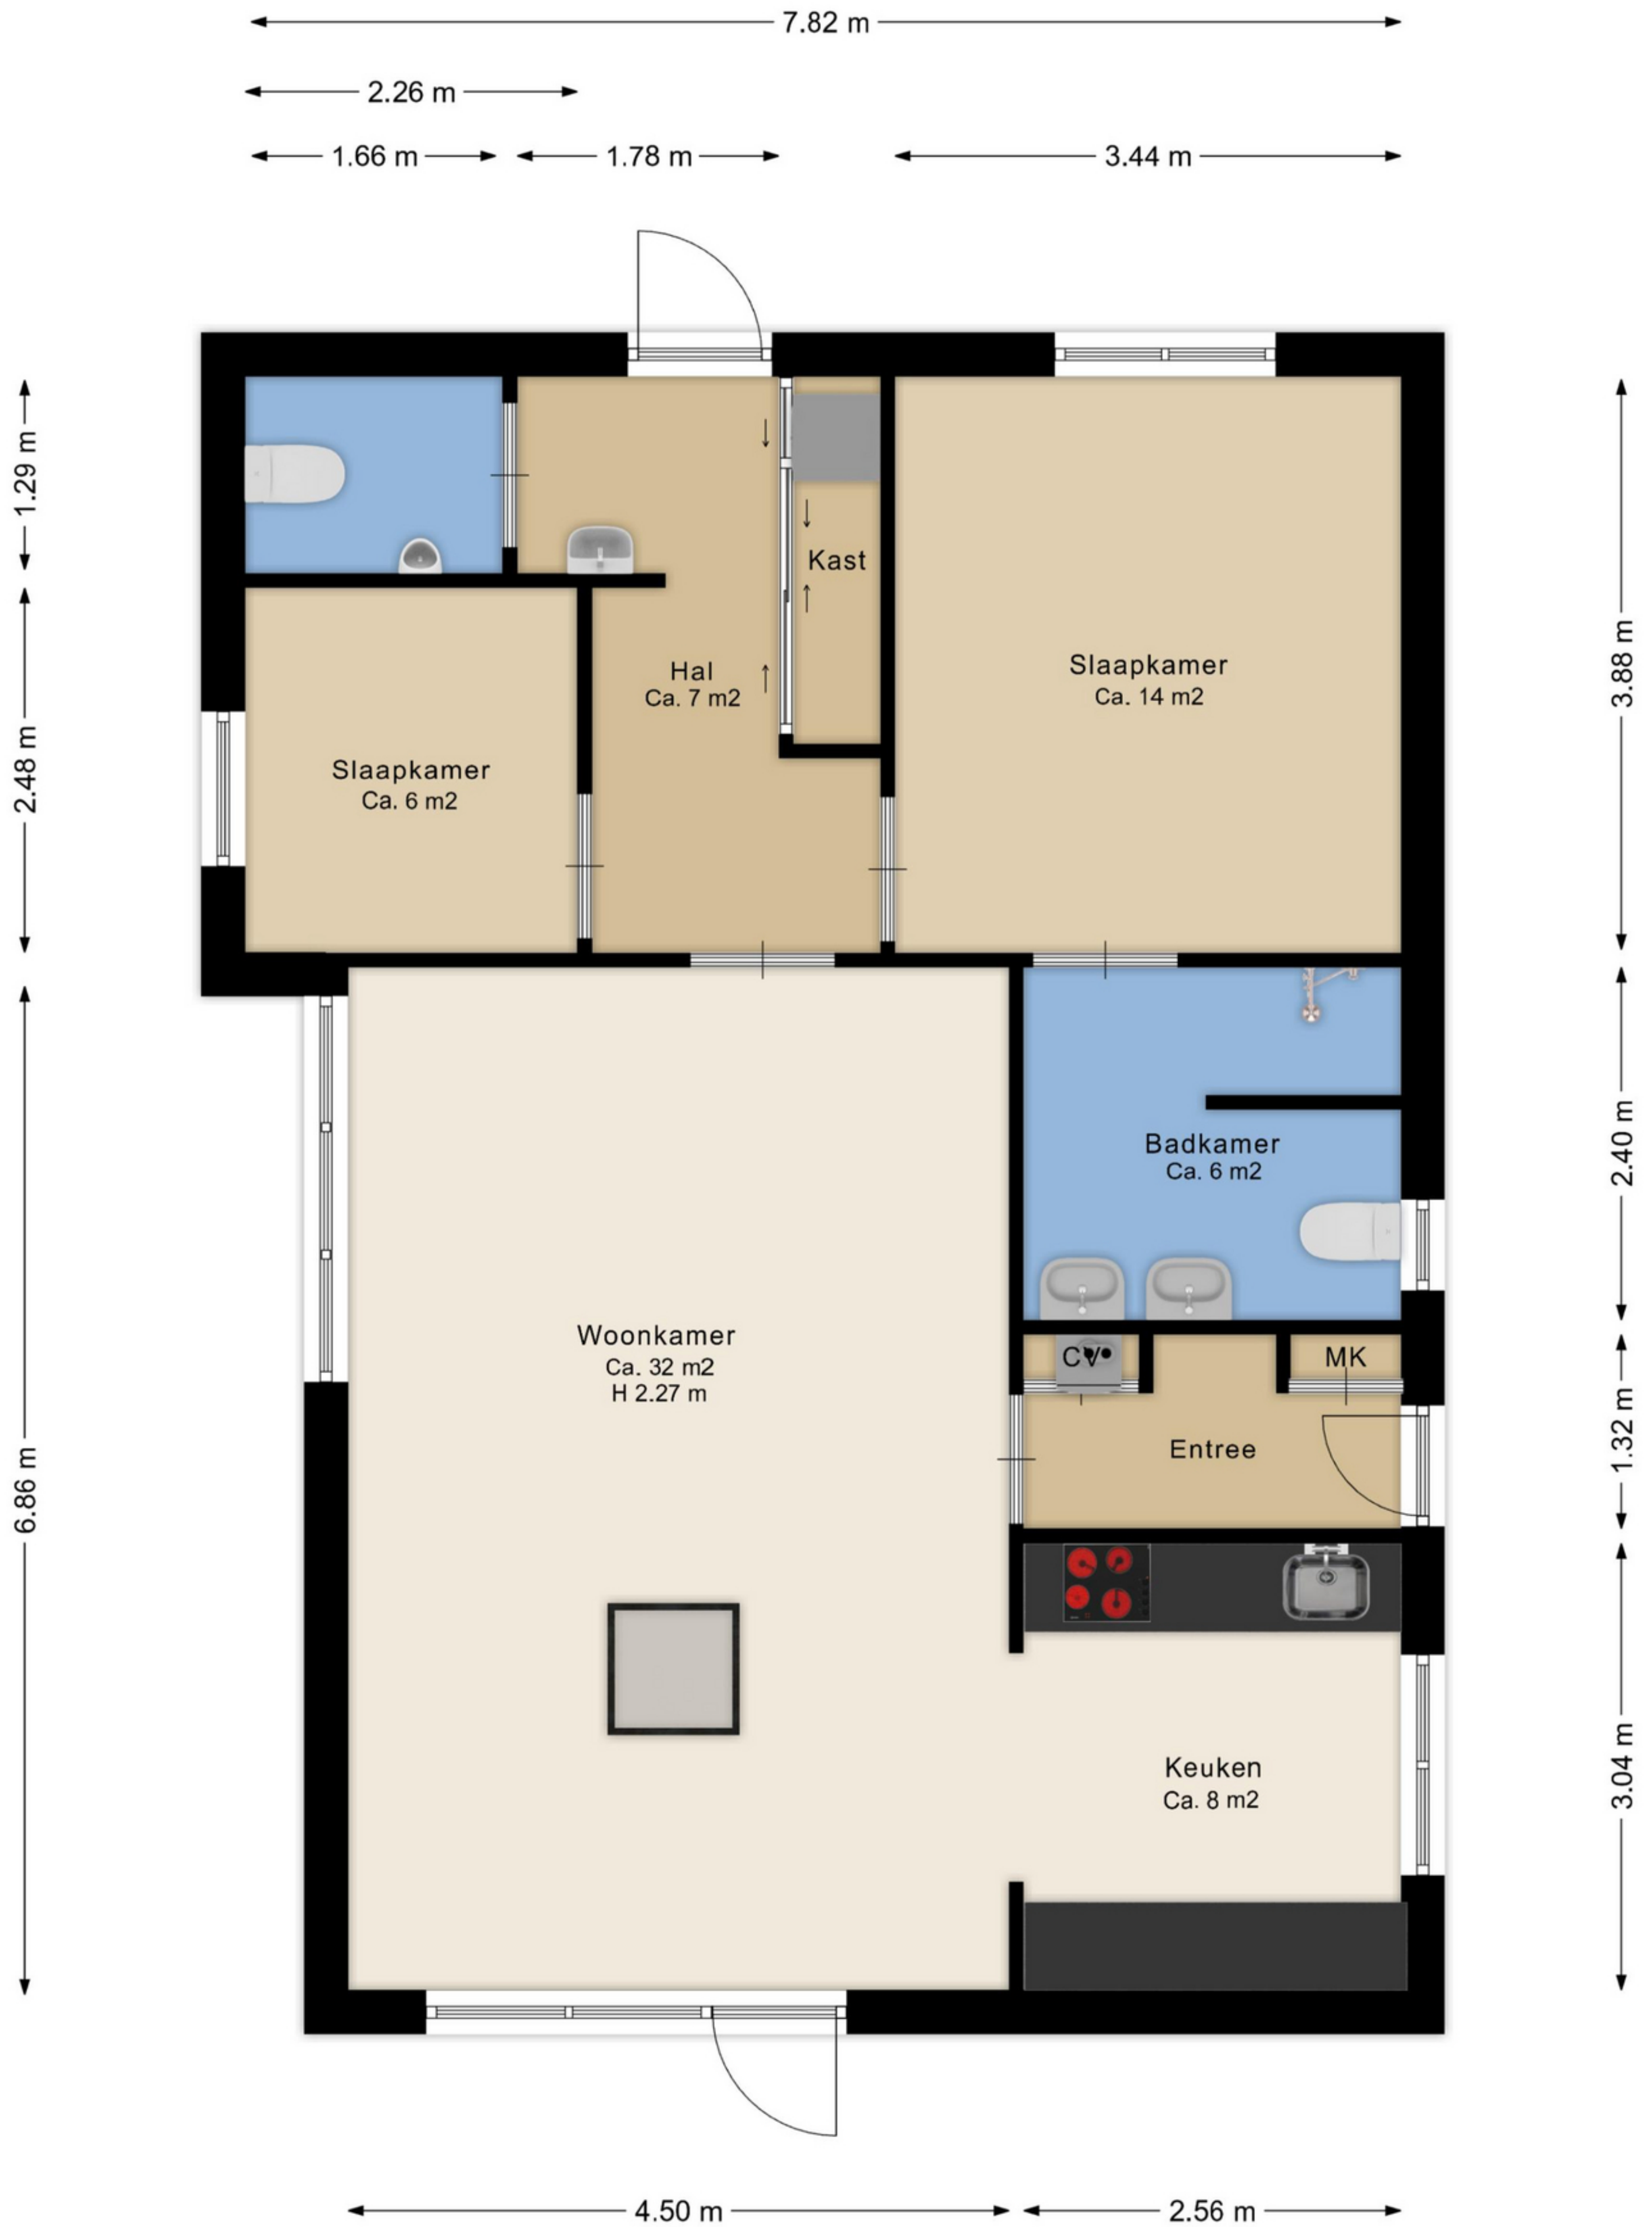 7.82 m
2.26 m
1.66 m
1.78 m
3.44 m
1.29 m
2.48 m
6.86 m
3.88 m
2.40 m
1.32 m
3.04 m
Kast
Hal
Ca. 7 m2
Slaapkamer
Ca. 14 m2
Slaapkamer
Ca. 6 m2
Badkamer
Ca. 6 m2
Woonkamer
Ca. 32 m2
H 2.27 m
CV
MK
Entree
Keuken
Ca. 8 m2
4.50 m
2.56 m